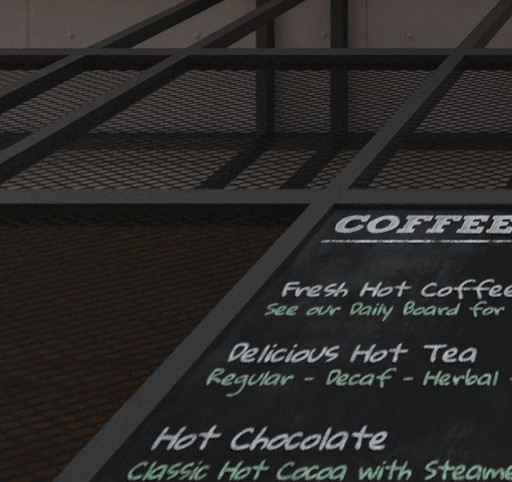 COFFEE
Fresh Hot Coffee
See our Daily Board for
Delicious Hot Tea
Regular - Decaf - Herbal -
Hot Chocolate
Classic Hot Cocoa with Steame